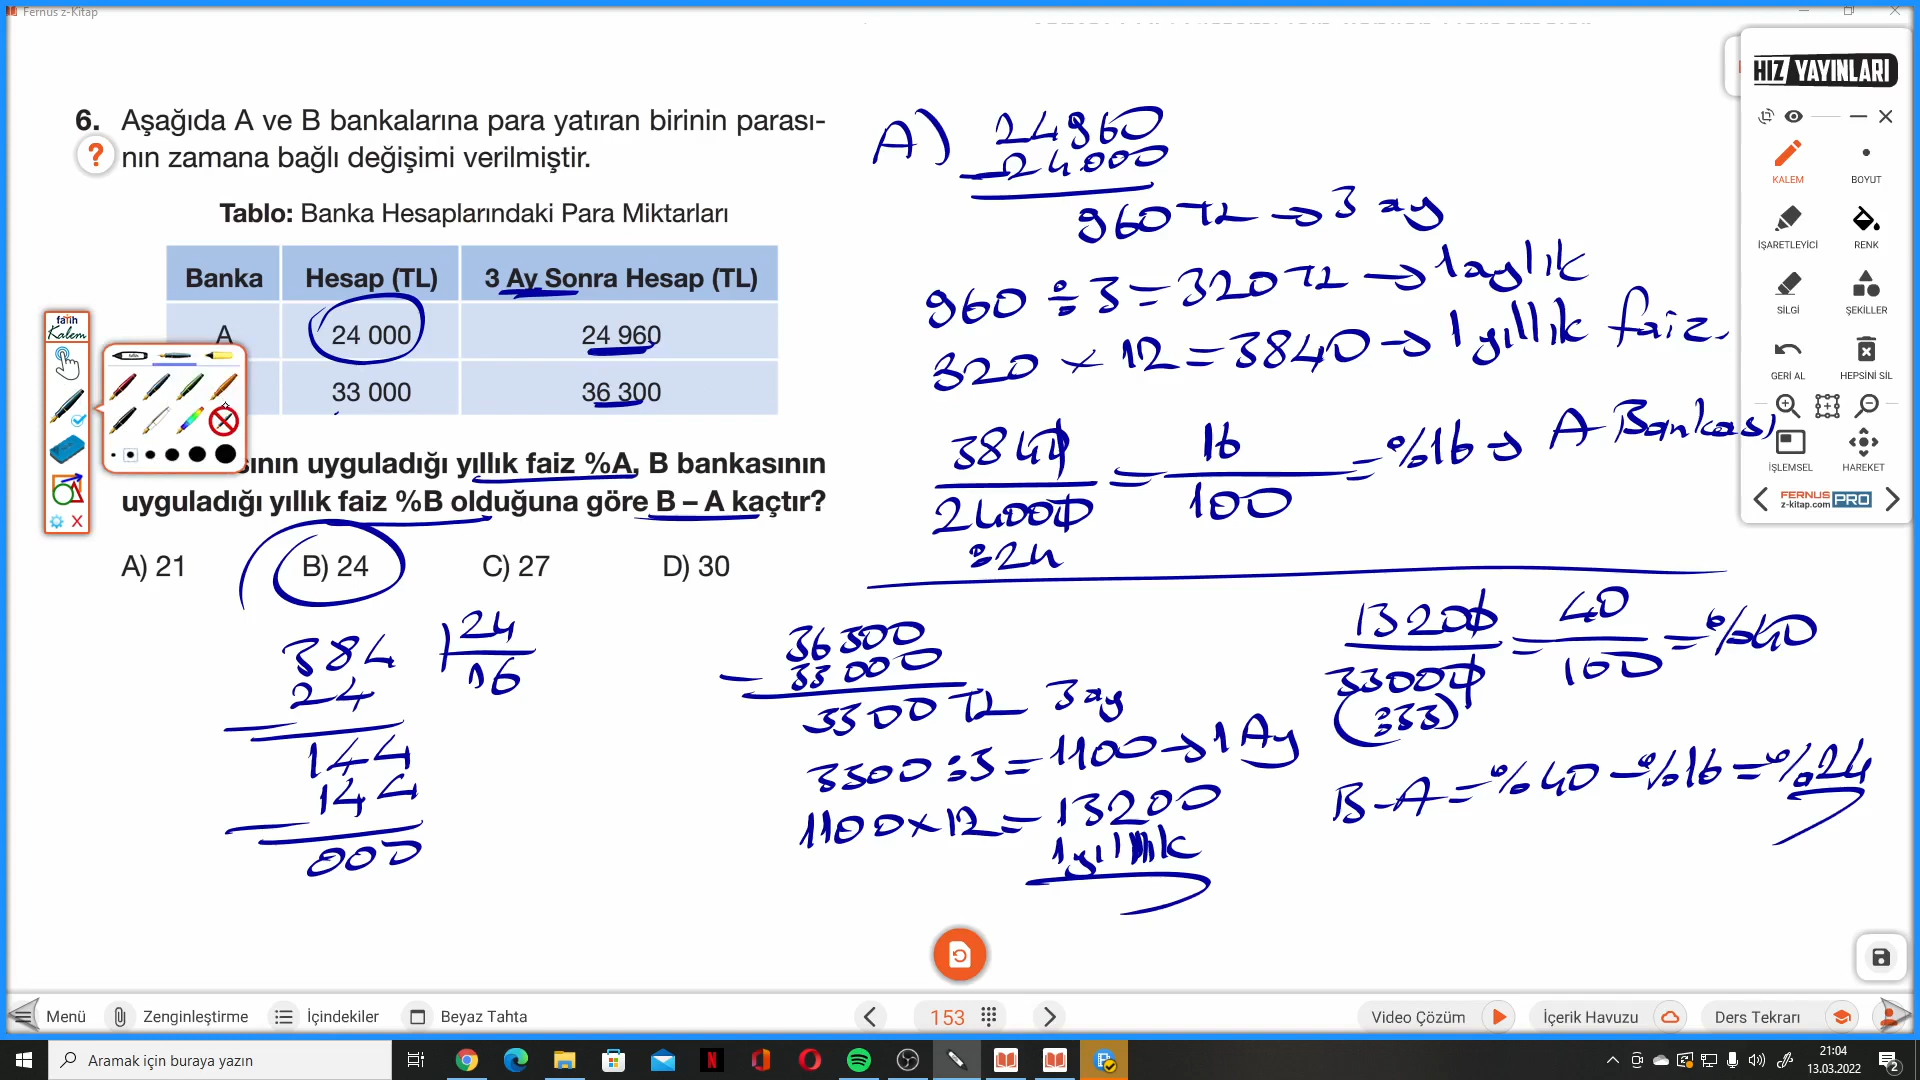 Fernus z-Kitap
6. Aşağıda A ve B bankalarına para yatıran birinin parası-
? nın zamana bağlı değişimi verilmiştir.
Tablo: Banka Hesaplarındaki Para Miktarları
Banka Hesap (TL) 3 Ay Sonra Hesap (TL)
A 24 000 24 960
33 000 36 300
sının uyguladığı yıllık faiz %A, B bankasının
uyguladığı yıllık faiz %B olduğuna göre B – A kaçtır?
A) 21 B) 24 C) 27 D) 30
384 24
24 16
144
144
000
A) 24960
- 24000
960 TL → 3 ay
960 ÷ 3 = 320 TL → 1 aylık
320 × 12 = 3840 → 1 yıllık faiz.
3840 / 24000 = 16 / 100 = %16 → A Bankası
:24
36300
- 33000
3300 TL 3 ay
3300 : 3 = 1100 → 1 Ay
1100 × 12 = 13200
1 yıllık
13200 / 33000 = 40 / 100 = %40
(:333)
B-A = %40 - %16 = %24
fatih
Kalem
HIZ YAYINLARI
KALEM BOYUT
İŞARETLEYİCİ RENK
SİLGİ ŞEKİLLER
GERİ AL HEPSİNİ SİL
İŞLEMSEL HAREKET
FERNUS
z-kitap.com PRO
Menü Zenginleştirme İçindekiler Beyaz Tahta 153 Video Çözüm İçerik Havuzu Ders Tekrarı
Aramak için buraya yazın
21:04
13.03.2022
2